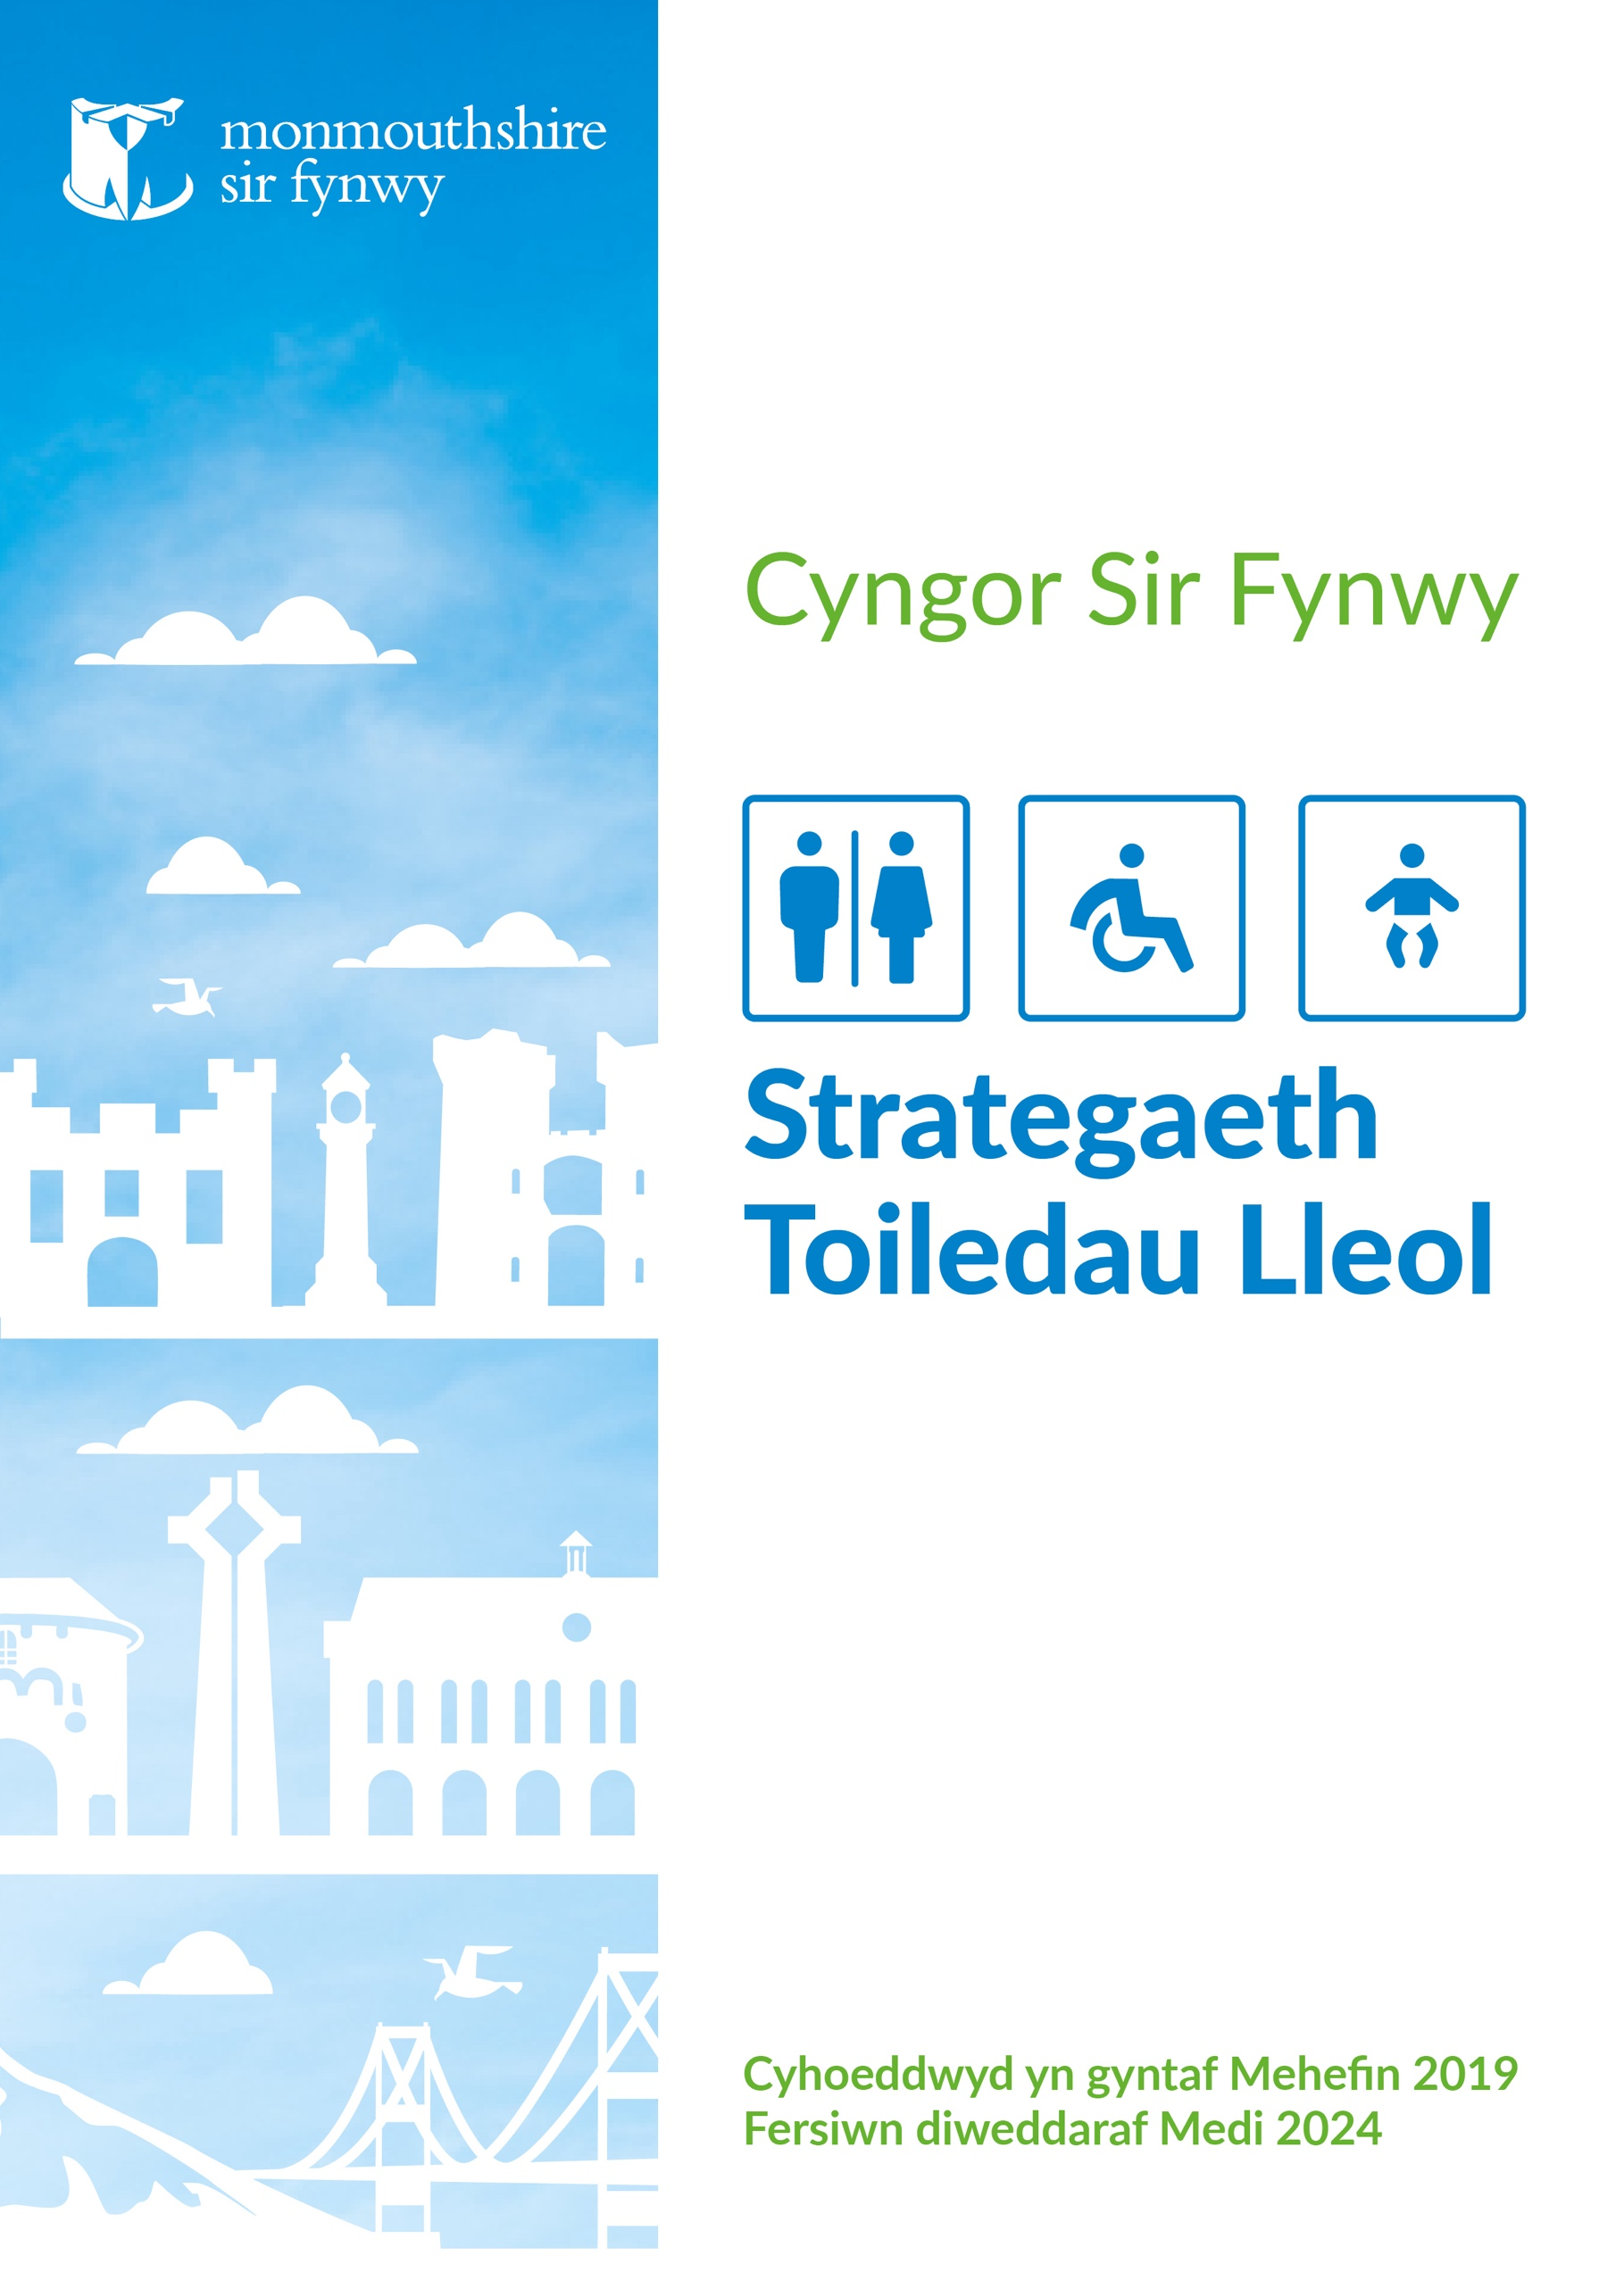 monmouthshire
sir fynwy
Cyngor Sir Fynwy
Strategaeth
Toiledau Lleol
Cyhoeddwyd yn gyntaf Mehefin 2019
Fersiwn diweddaraf Medi 2024